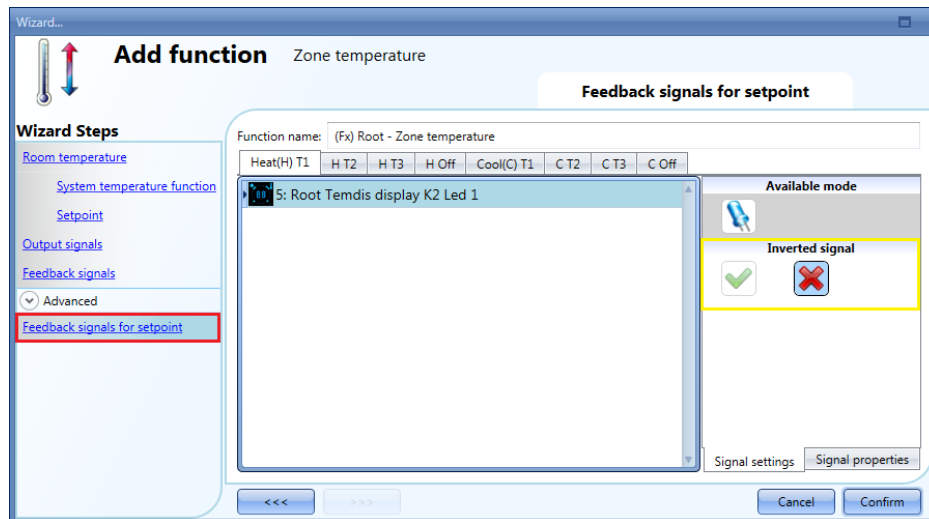 Wizard...
Add function Zone temperature
Feedback signals for setpoint
Wizard Steps
Room temperature
System temperature function
Setpoint
Output signals
Feedback signals
Advanced
Feedback signals for setpoint
Function name: (Fx) Root - Zone temperature
Heat(H) T1 H T2 H T3 H Off Cool(C) T1 C T2 C T3 C Off
5: Root Temdis display K2 Led 1
Available mode
Inverted signal
Signal settings Signal properties
<<< >>> Cancel Confirm